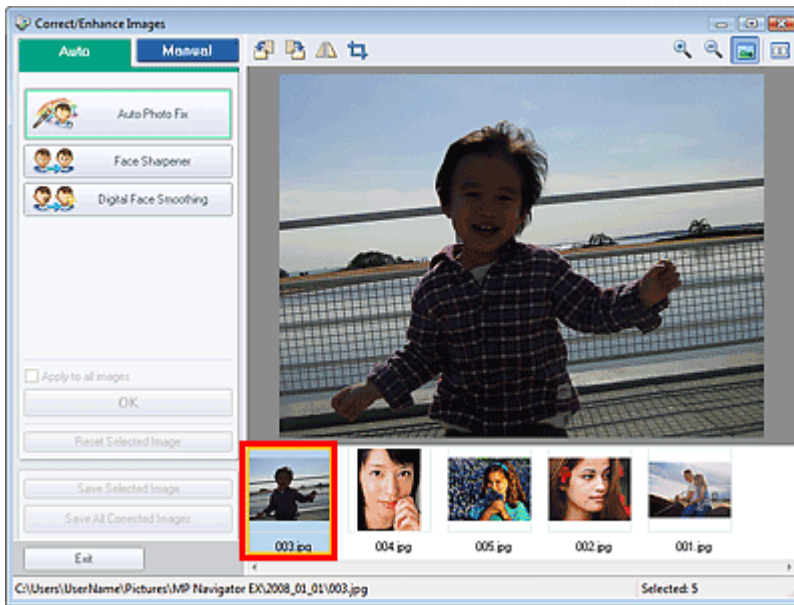 Correct/Enhance Images
Auto
Manual
Auto Photo Fix
Face Sharpener
Digital Face Smoothing
Apply to all images
OK
Reset Selected Image
Save Selected Image
Save All Corrected Images
Exit
003.jpg
004.jpg
005.jpg
002.jpg
001.jpg
C:\Users\UserName\Pictures\MP Navigator EX\2008_01_01\003.jpg
Selected: 5